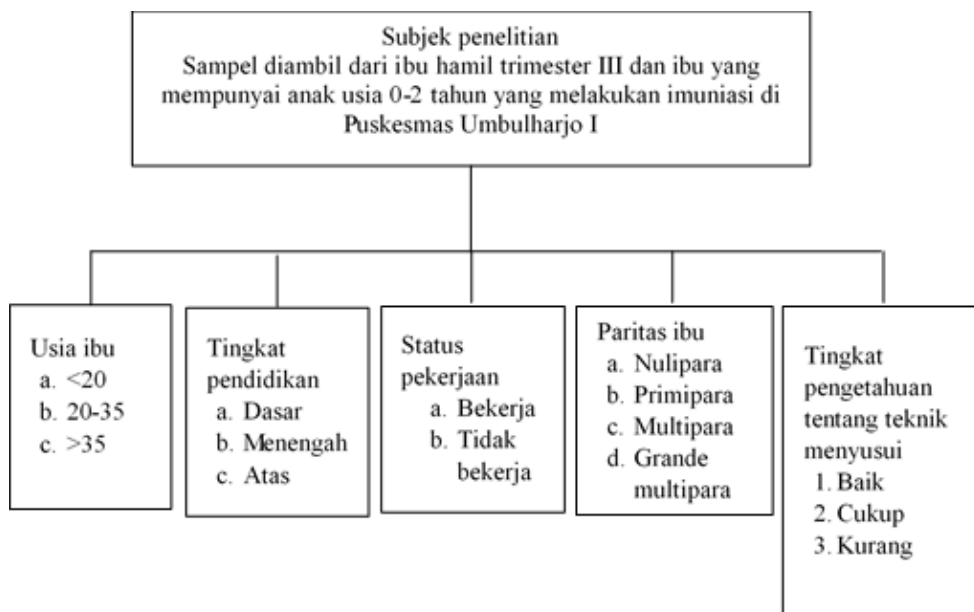 Subjek penelitian
Sampel diambil dari ibu hamil trimester III dan ibu yang
mempunyai anak usia 0-2 tahun yang melakukan imuniasi di
Puskesmas Umbulharjo I
Usia ibu
a. <20
b. 20-35
c. >35
Tingkat
pendidikan
a. Dasar
b. Menengah
c. Atas
Status
pekerjaan
a. Bekerja
b. Tidak
bekerja
Paritas ibu
a. Nulipara
b. Primipara
c. Multipara
d. Grande
multipara
Tingkat
pengetahuan
tentang teknik
menyusui
1. Baik
2. Cukup
3. Kurang